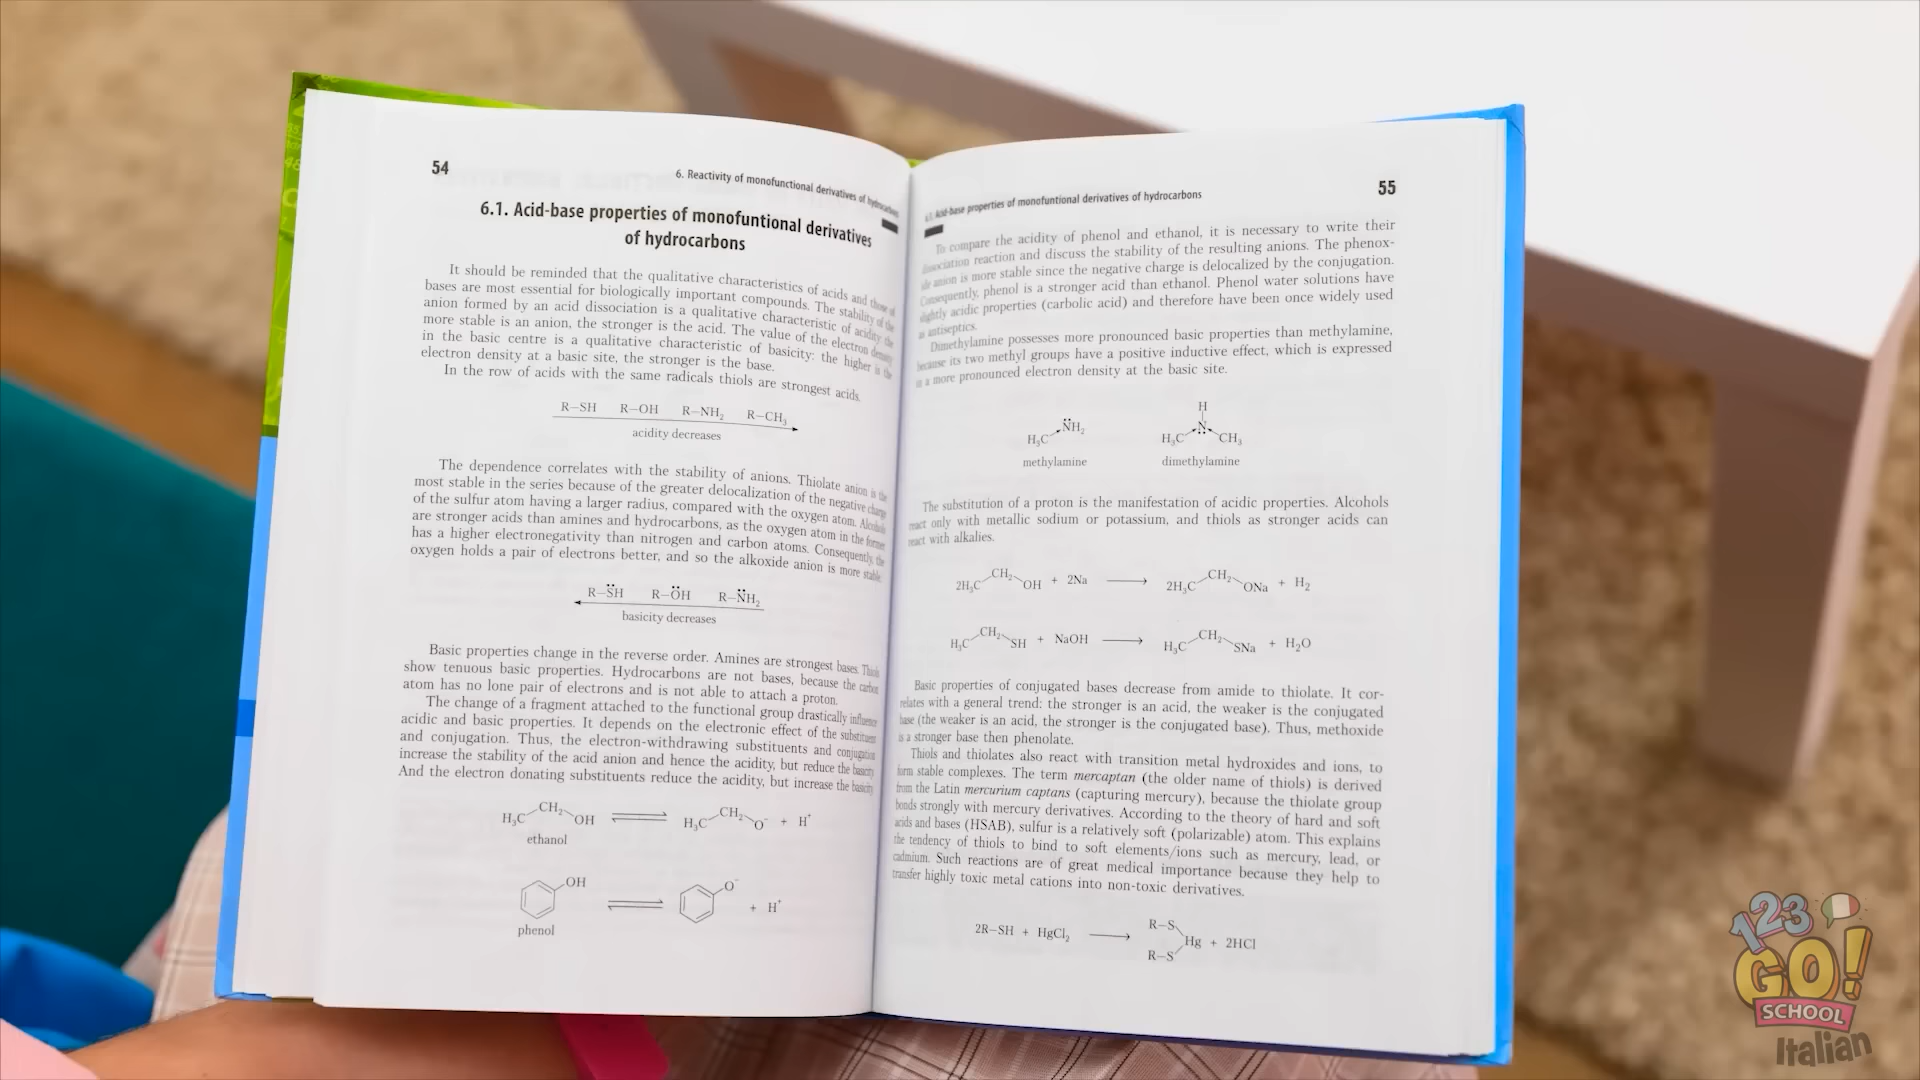 54
6. Reactivity of monofunctional derivatives of hydrocarbons
6.1. Acid-base properties of monofuntional derivatives
of hydrocarbons
It should be reminded that the qualitative characteristics of acids and those of
bases are most essential for biologically important compounds. The stability of the
anion formed by an acid dissociation is a qualitative characteristic of acidity: the
more stable is an anion, the stronger is the acid. The value of the electron density
in the basic centre is a qualitative characteristic of basicity: the higher is the
electron density at a basic site, the stronger is the base.
In the row of acids with the same radicals thiols are strongest acids.
R–SH R–OH R–NH₂ R–CH₃
acidity decreases
The dependence correlates with the stability of anions. Thiolate anion is the
most stable in the series because of the greater delocalization of the negative charge
of the sulfur atom having a larger radius, compared with the oxygen atom. Alcohols
are stronger acids than amines and hydrocarbons, as the oxygen atom in the former
has a higher electronegativity than nitrogen and carbon atoms. Consequently, the
oxygen holds a pair of electrons better, and so the alkoxide anion is more stable.
R–S̈H R–ÖH R–N̈H₂
basicity decreases
Basic properties change in the reverse order. Amines are strongest bases. Thiols
show tenuous basic properties. Hydrocarbons are not bases, because the carbon
atom has no lone pair of electrons and is not able to attach a proton.
The change of a fragment attached to the functional group drastically influence
acidic and basic properties. It depends on the electronic effect of the substituent
and conjugation. Thus, the electron-withdrawing substituents and conjugation
increase the stability of the acid anion and hence the acidity, but reduce the basicity
And the electron donating substituents reduce the acidity, but increase the basicity
H₃C CH₂ OH ⇌ H₃C CH₂ O⁻ + H⁺
ethanol
OH ⇌ O⁻ + H⁺
phenol
6.1. Acid-base properties of monofuntional derivatives of hydrocarbons
55
To compare the acidity of phenol and ethanol, it is necessary to write their
dissociation reaction and discuss the stability of the resulting anions. The phenox-
ide anion is more stable since the negative charge is delocalized by the conjugation.
Consequently, phenol is a stronger acid than ethanol. Phenol water solutions have
slightly acidic properties (carbolic acid) and therefore have been once widely used
as antiseptics.
Dimethylamine possesses more pronounced basic properties than methylamine,
because its two methyl groups have a positive inductive effect, which is expressed
in a more pronounced electron density at the basic site.
H₃C N̈H₂ H H₃C N CH₃
methylamine dimethylamine
The substitution of a proton is the manifestation of acidic properties. Alcohols
react only with metallic sodium or potassium, and thiols as stronger acids can
react with alkalies.
2H₃C CH₂ OH + 2Na ⟶ 2H₃C CH₂ ONa + H₂
H₃C CH₂ SH + NaOH ⟶ H₃C CH₂ SNa + H₂O
Basic properties of conjugated bases decrease from amide to thiolate. It cor-
relates with a general trend: the stronger is an acid, the weaker is the conjugated
base (the weaker is an acid, the stronger is the conjugated base). Thus, methoxide
is a stronger base then phenolate.
Thiols and thiolates also react with transition metal hydroxides and ions, to
form stable complexes. The term mercaptan (the older name of thiols) is derived
from the Latin mercurium captans (capturing mercury), because the thiolate group
bonds strongly with mercury derivatives. According to the theory of hard and soft
acids and bases (HSAB), sulfur is a relatively soft (polarizable) atom. This explains
the tendency of thiols to bind to soft elements/ions such as mercury, lead, or
cadmium. Such reactions are of great medical importance because they help to
transfer highly toxic metal cations into non-toxic derivatives.
2R–SH + HgCl₂ ⟶ R–S R–S Hg + 2HCl
123
GO!
SCHOOL
Italian